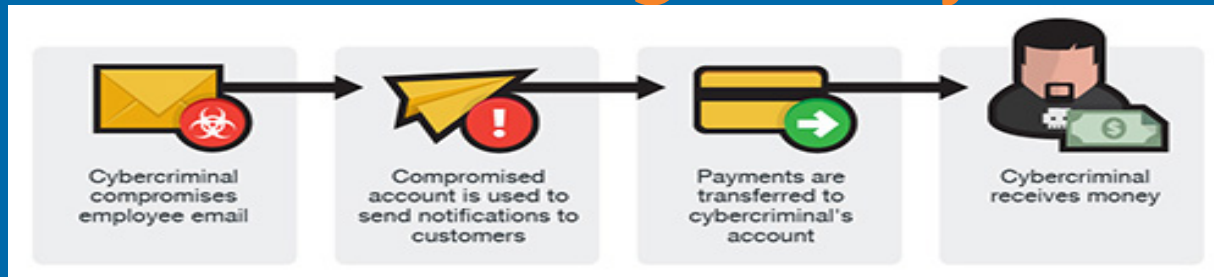 Cybercriminal
compromises
employee email
Compromised
account is used to
send notifications to
customers
Payments are
transferred to
cybercriminal's
account
Cybercriminal
receives money